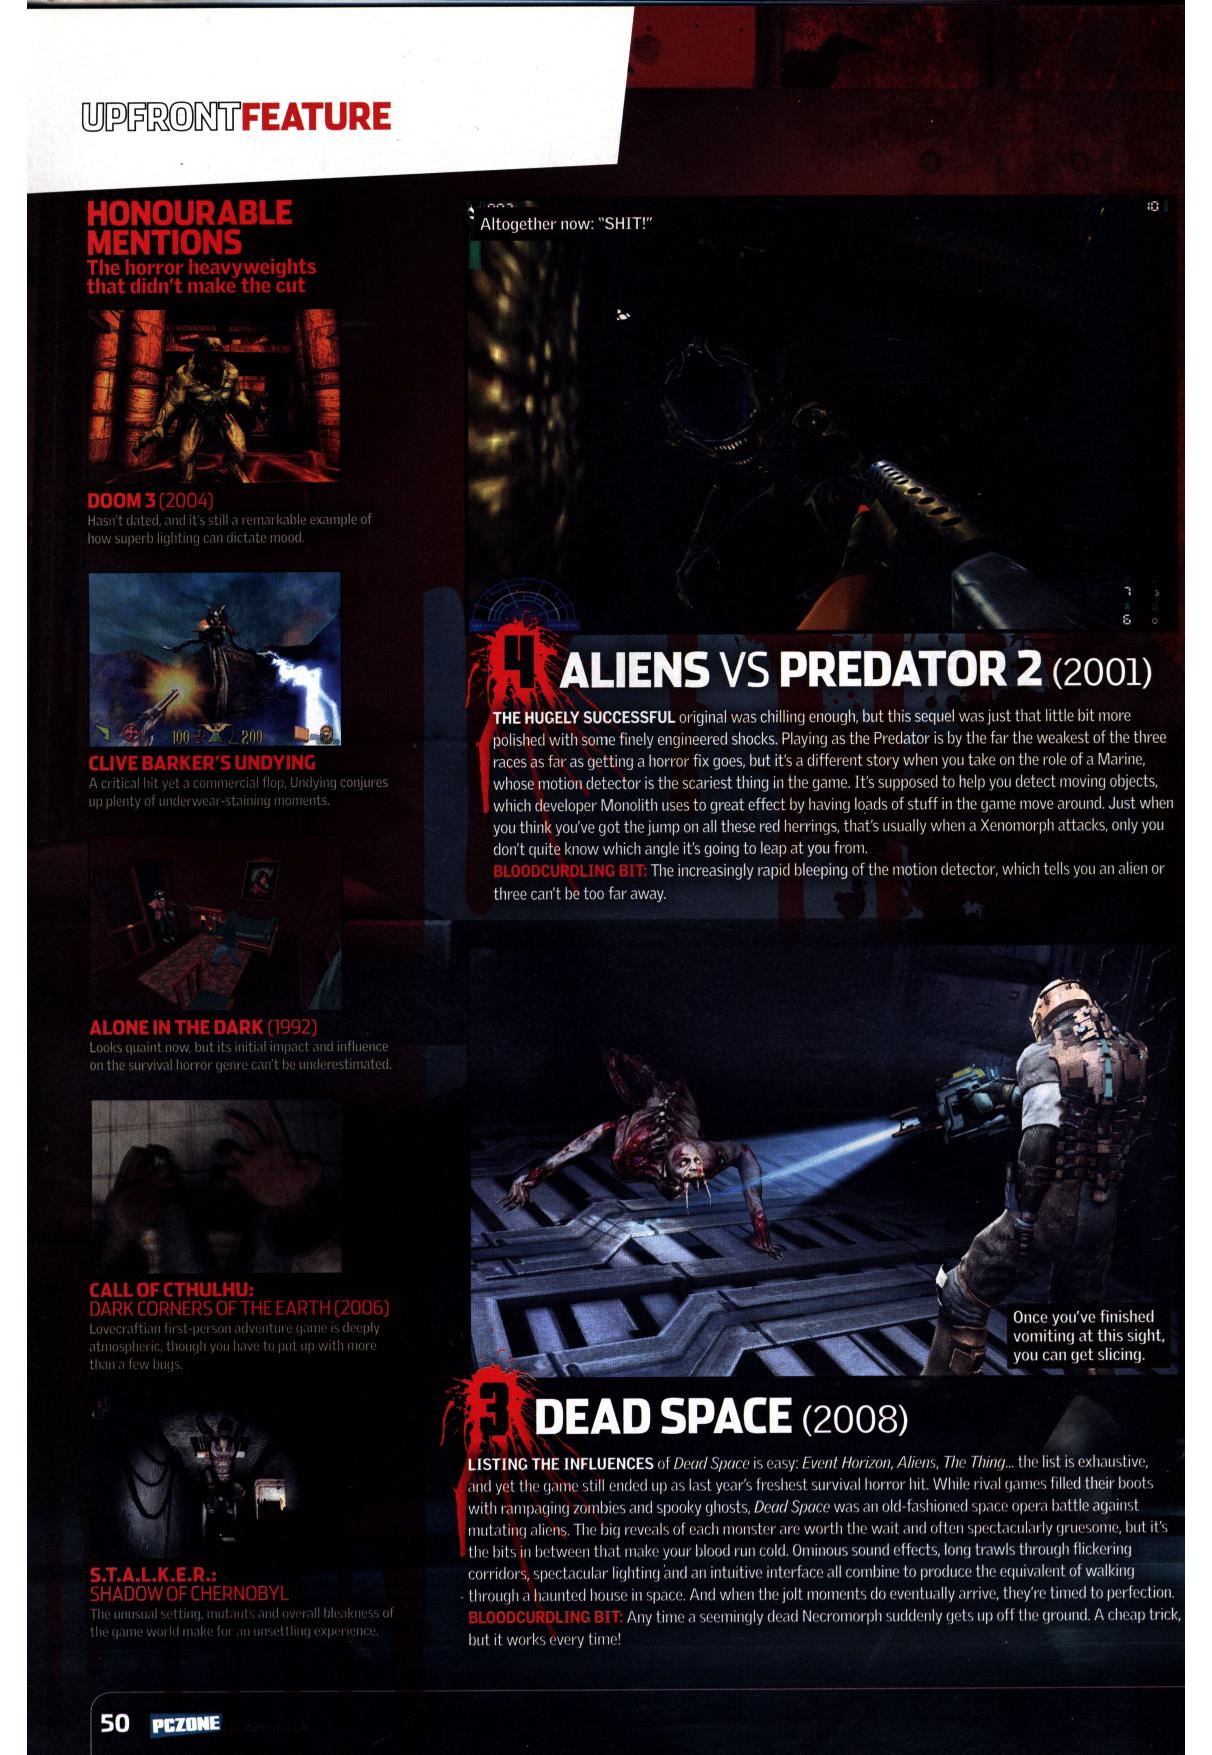 UPFRONTFEATURE
HONOURABLE
MENTIONS
The horror heavyweights
that didn't make the cut
DOOM 3 (2004)
Hasn't dated, and it's still a remarkable example of
how superb lighting can dictate mood.
100 200
CLIVE BARKER'S UNDYING
A critical hit yet a commercial flop, Undying conjures
up plenty of underwear-staining moments.
ALONE IN THE DARK (1992)
Looks quaint now, but its initial impact and influence
on the survival horror genre can't be underestimated.
CALL OF CTHULHU:
DARK CORNERS OF THE EARTH (2006)
Lovecraftian first-person adventure game is deeply
atmospheric, though you have to put up with more
than a few bugs.
S.T.A.L.K.E.R.:
SHADOW OF CHERNOBYL
The unusual setting, mutants and overall bleakness of
the game world make for an unsettling experience.
Altogether now: "SHIT!"
10
4 ALIENS VS PREDATOR 2 (2001)
THE HUGELY SUCCESSFUL original was chilling enough, but this sequel was just that little bit more
polished with some finely engineered shocks. Playing as the Predator is by the far the weakest of the three
races as far as getting a horror fix goes, but it's a different story when you take on the role of a Marine,
whose motion detector is the scariest thing in the game. It's supposed to help you detect moving objects,
which developer Monolith uses to great effect by having loads of stuff in the game move around. Just when
you think you've got the jump on all these red herrings, that's usually when a Xenomorph attacks, only you
don't quite know which angle it's going to leap at you from.
BLOODCURDLING BIT: The increasingly rapid bleeping of the motion detector, which tells you an alien or
three can't be too far away.
Once you've finished
vomiting at this sight,
you can get slicing.
3 DEAD SPACE (2008)
LISTING THE INFLUENCES of Dead Space is easy: Event Horizon, Aliens, The Thing... the list is exhaustive,
and yet the game still ended up as last year's freshest survival horror hit. While rival games filled their boots
with rampaging zombies and spooky ghosts, Dead Space was an old-fashioned space opera battle against
mutating aliens. The big reveals of each monster are worth the wait and often spectacularly gruesome, but it's
the bits in between that make your blood run cold. Ominous sound effects, long trawls through flickering
corridors, spectacular lighting and an intuitive interface all combine to produce the equivalent of walking
through a haunted house in space. And when the jolt moments do eventually arrive, they're timed to perfection.
BLOODCURDLING BIT: Any time a seemingly dead Necromorph suddenly gets up off the ground. A cheap trick,
but it works every time!
50 PCZONE